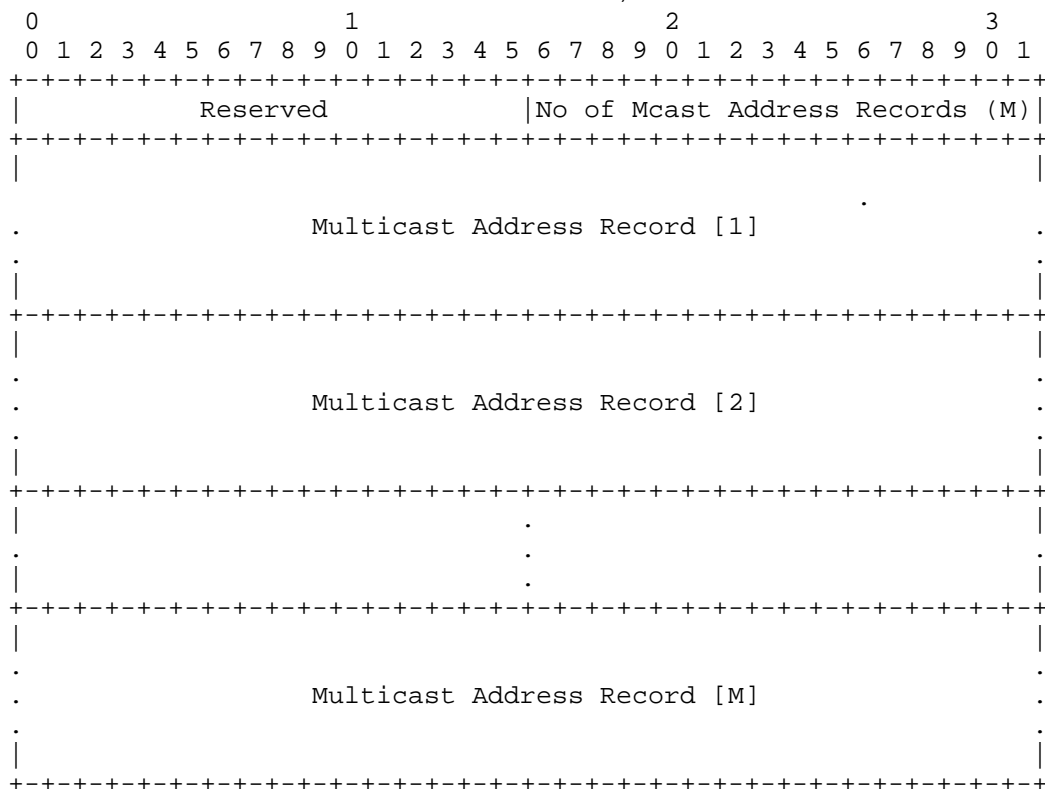 0                   1                   2                   3
0 1 2 3 4 5 6 7 8 9 0 1 2 3 4 5 6 7 8 9 0 1 2 3 4 5 6 7 8 9 0 1
Reserved |No of Mcast Address Records (M)|
Multicast Address Record [1]
Multicast Address Record [2]
Multicast Address Record [M]